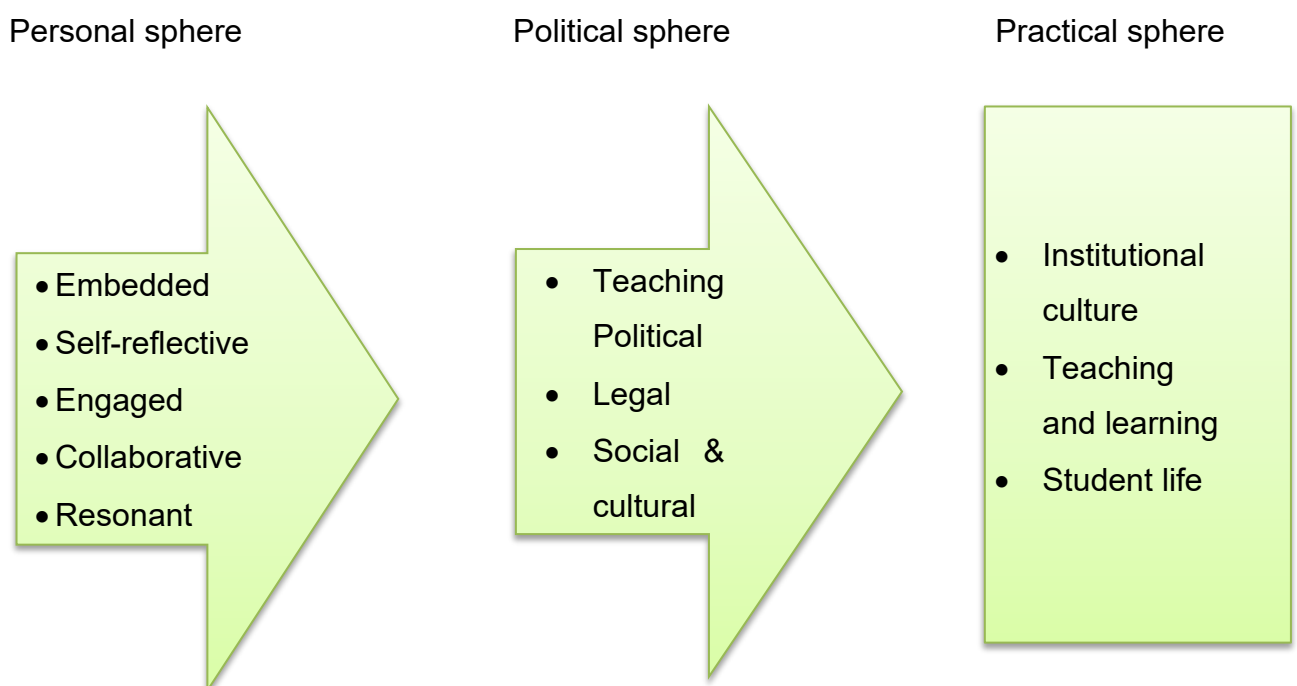 Personal sphere
Political sphere
Practical sphere
• Embedded
• Self-reflective
• Engaged
• Collaborative
• Resonant
• Teaching
Political
• Legal
• Social &
cultural
• Institutional
culture
• Teaching
and learning
• Student life